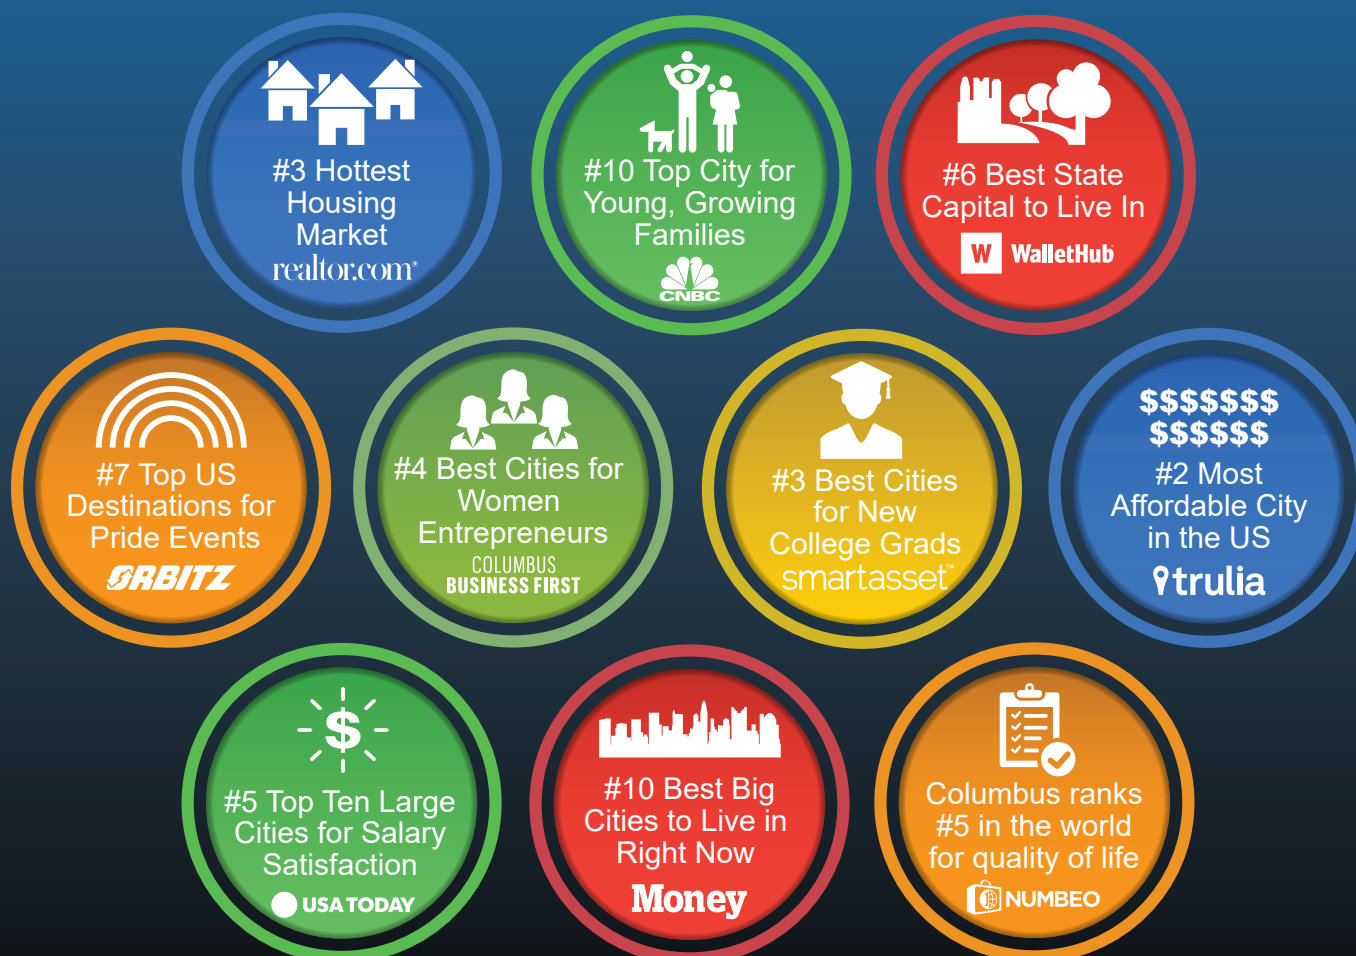 #3 Hottest
Housing
Market
realtor.com®
#10 Top City for
Young, Growing
Families
CNBC
#6 Best State
Capital to Live In
W WalletHub
#7 Top US
Destinations for
Pride Events
ORBITZ
#4 Best Cities for
Women
Entrepreneurs
COLUMBUS
BUSINESS FIRST
#3 Best Cities
for New
College Grads
smartasset™
$$$$$$$
$$$$$$
#2 Most
Affordable City
in the US
trulia
$
#5 Top Ten Large
Cities for Salary
Satisfaction
USA TODAY
#10 Best Big
Cities to Live in
Right Now
Money
Columbus ranks
#5 in the world
for quality of life
NUMBEO